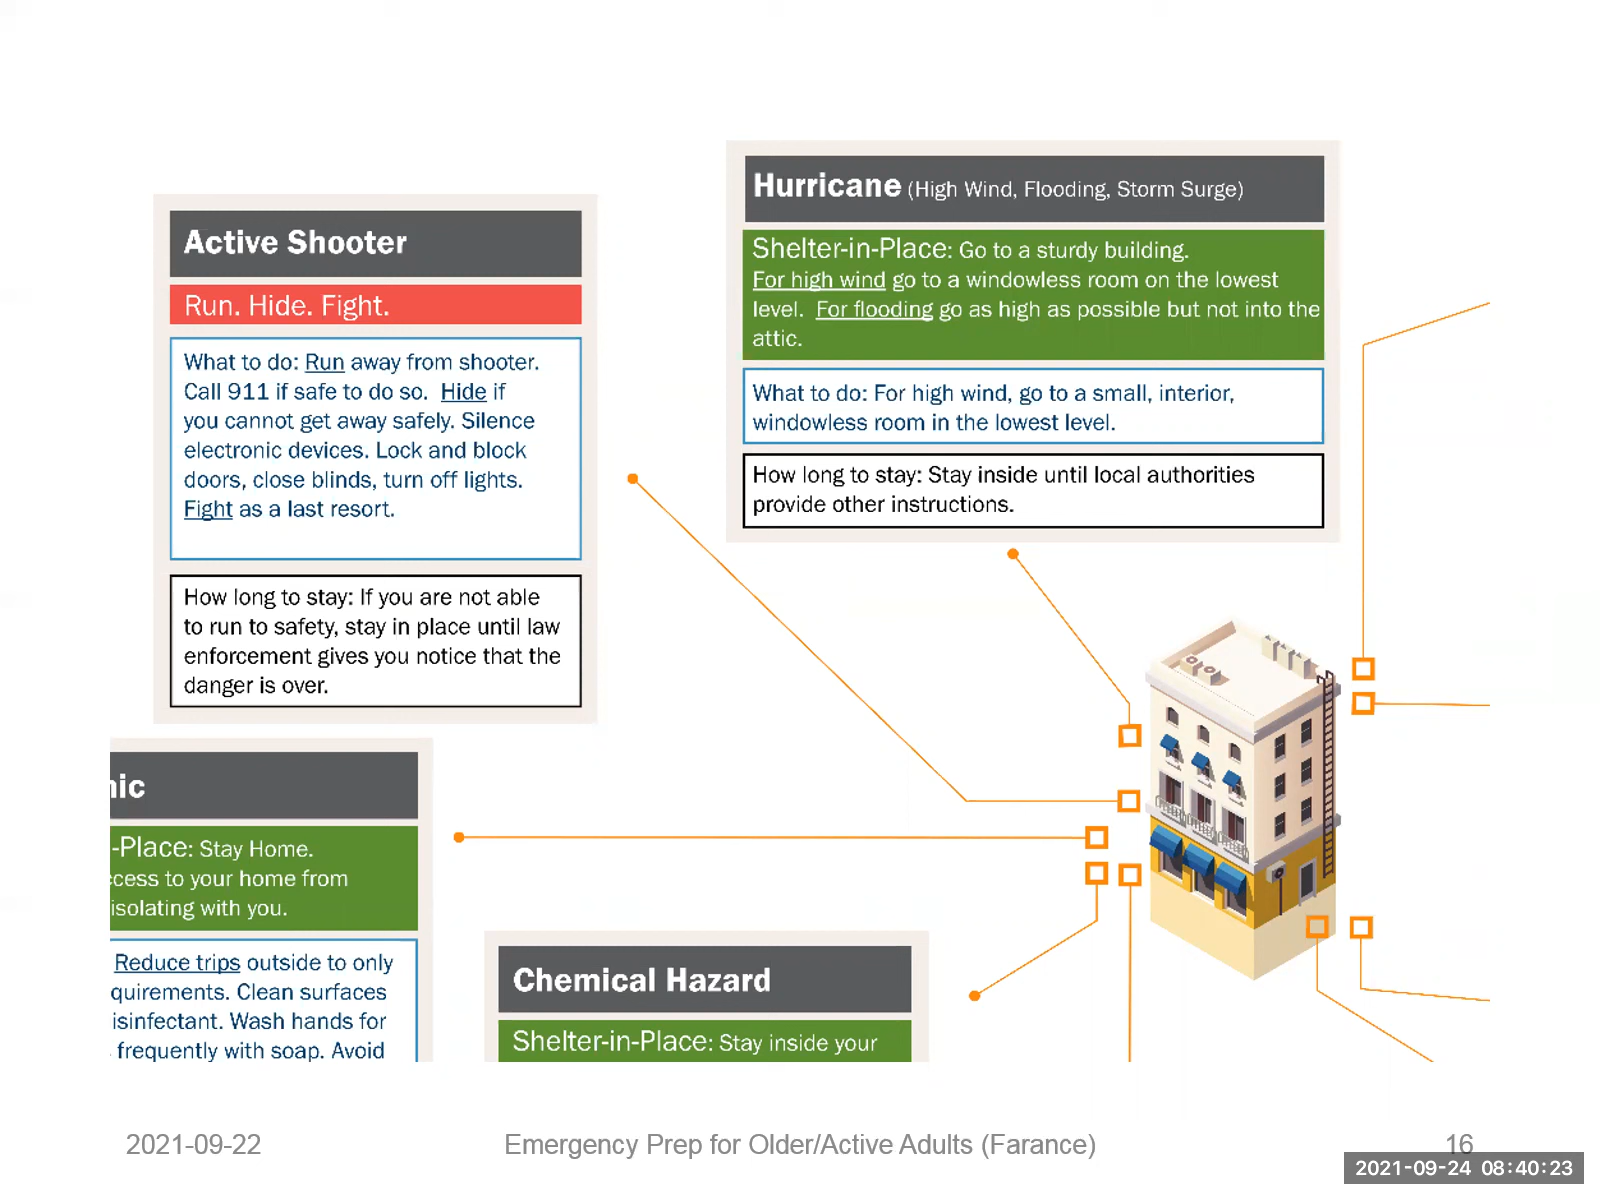 Active Shooter
Run. Hide. Fight.
What to do: Run away from shooter.
Call 911 if safe to do so. Hide if
you cannot get away safely. Silence
electronic devices. Lock and block
doors, close blinds, turn off lights.
Fight as a last resort.
How long to stay: If you are not able
to run to safety, stay in place until law
enforcement gives you notice that the
danger is over.
Hurricane (High Wind, Flooding, Storm Surge)
Shelter-in-Place: Go to a sturdy building.
For high wind go to a windowless room on the lowest
level. For flooding go as high as possible but not into the
attic.
What to do: For high wind, go to a small, interior,
windowless room in the lowest level.
How long to stay: Stay inside until local authorities
provide other instructions.
nic
-Place: Stay Home.
cess to your home from
isolating with you.
Reduce trips outside to only
quirements. Clean surfaces
isinfectant. Wash hands for
frequently with soap. Avoid
Chemical Hazard
Shelter-in-Place: Stay inside your
2021-09-22
Emergency Prep for Older/Active Adults (Farance)
16
2021-09-24 08:40:23